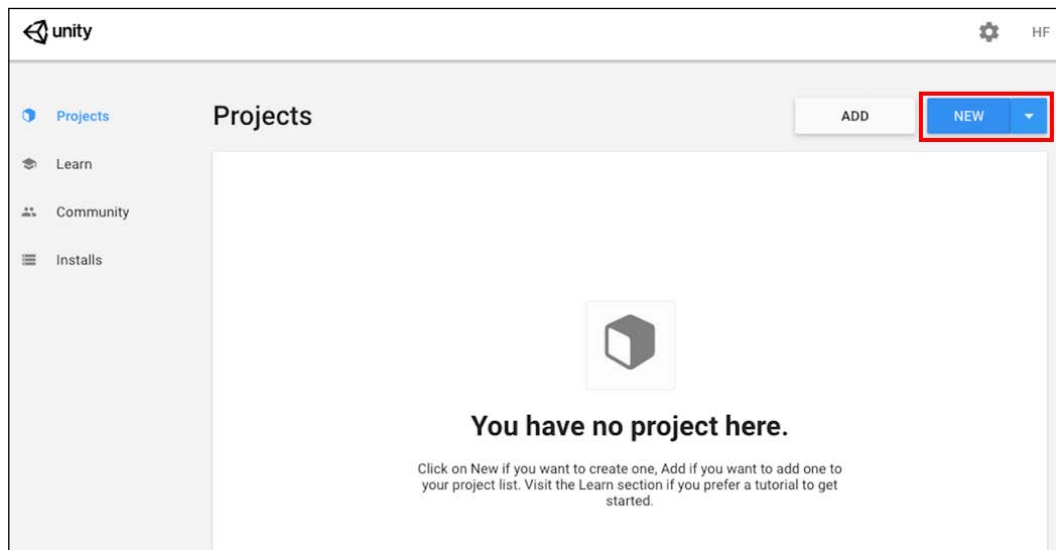 unity
HF
Projects
Learn
Community
Installs
Projects
ADD
NEW
You have no project here.
Click on New if you want to create one, Add if you want to add one to
your project list. Visit the Learn section if you prefer a tutorial to get
started.